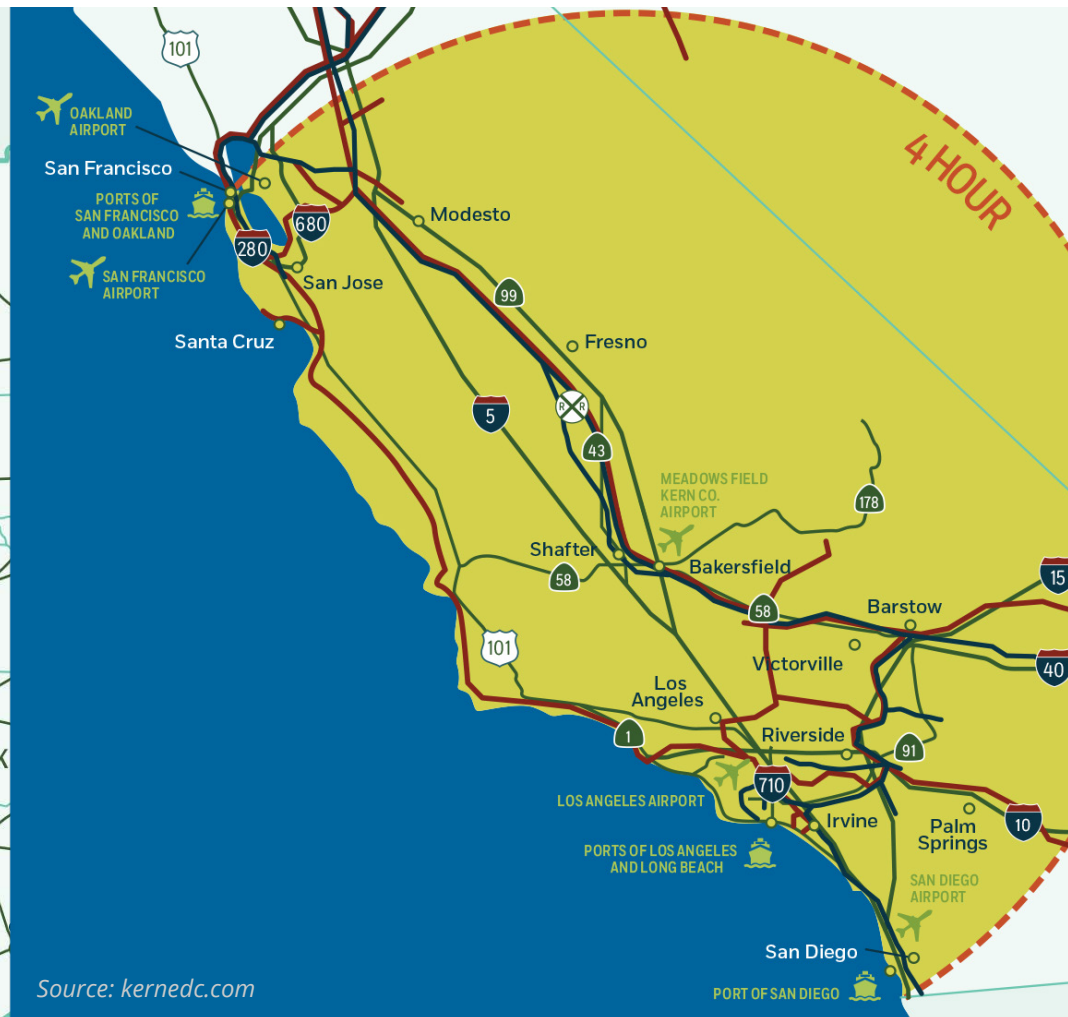 101
OAKLAND
AIRPORT
San Francisco
PORTS OF
SAN FRANCISCO
AND OAKLAND
280
680
SAN FRANCISCO
AIRPORT
San Jose
Santa Cruz
Modesto
99
4 HOUR
Fresno
5
R R
43
MEADOWS FIELD
KERN CO.
AIRPORT
178
Shafter
58
Bakersfield
58
15
Barstow
101
Victorville
40
Los
Angeles
1
Riverside
91
LOS ANGELES AIRPORT
710
Irvine
Palm
Springs
10
PORTS OF LOS ANGELES
AND LONG BEACH
SAN DIEGO
AIRPORT
San Diego
PORT OF SAN DIEGO
Source: kernedc.com